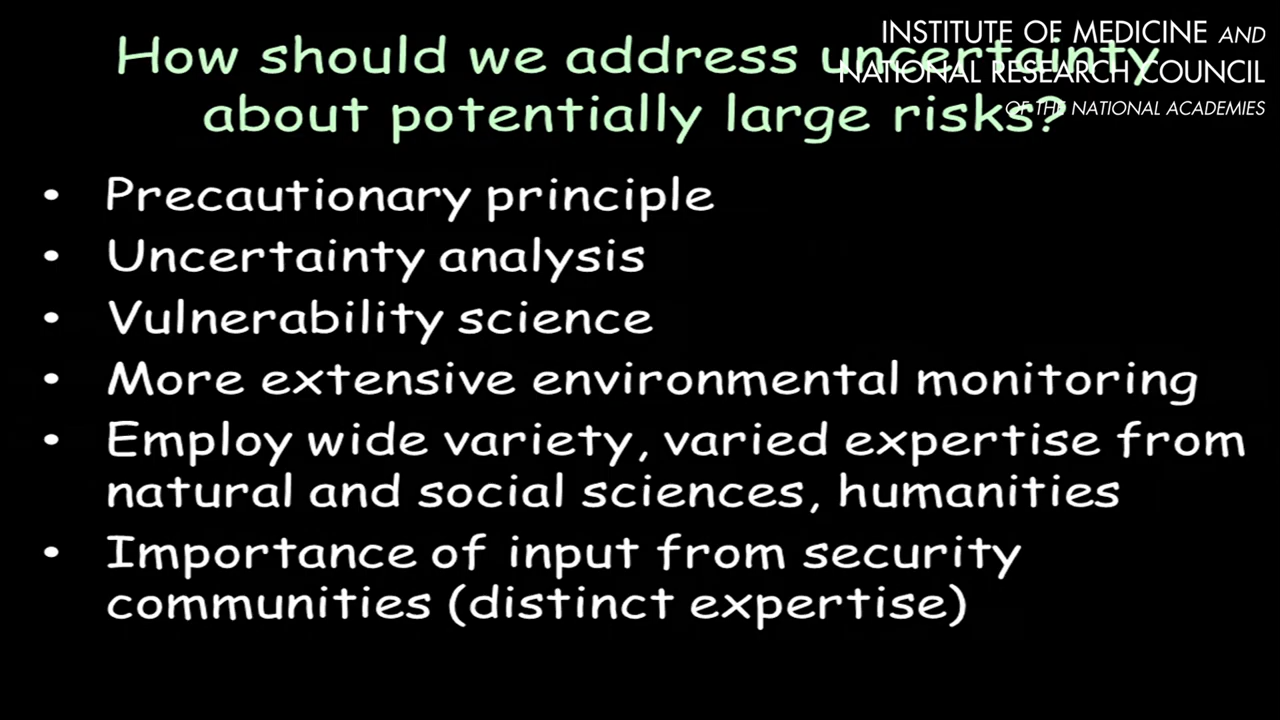 How should we address uncertainty
about potentially large risks?
INSTITUTE OF MEDICINE AND
NATIONAL RESEARCH COUNCIL
OF THE NATIONAL ACADEMIES
• Precautionary principle
• Uncertainty analysis
• Vulnerability science
• More extensive environmental monitoring
• Employ wide variety, varied expertise from
natural and social sciences, humanities
• Importance of input from security
communities (distinct expertise)